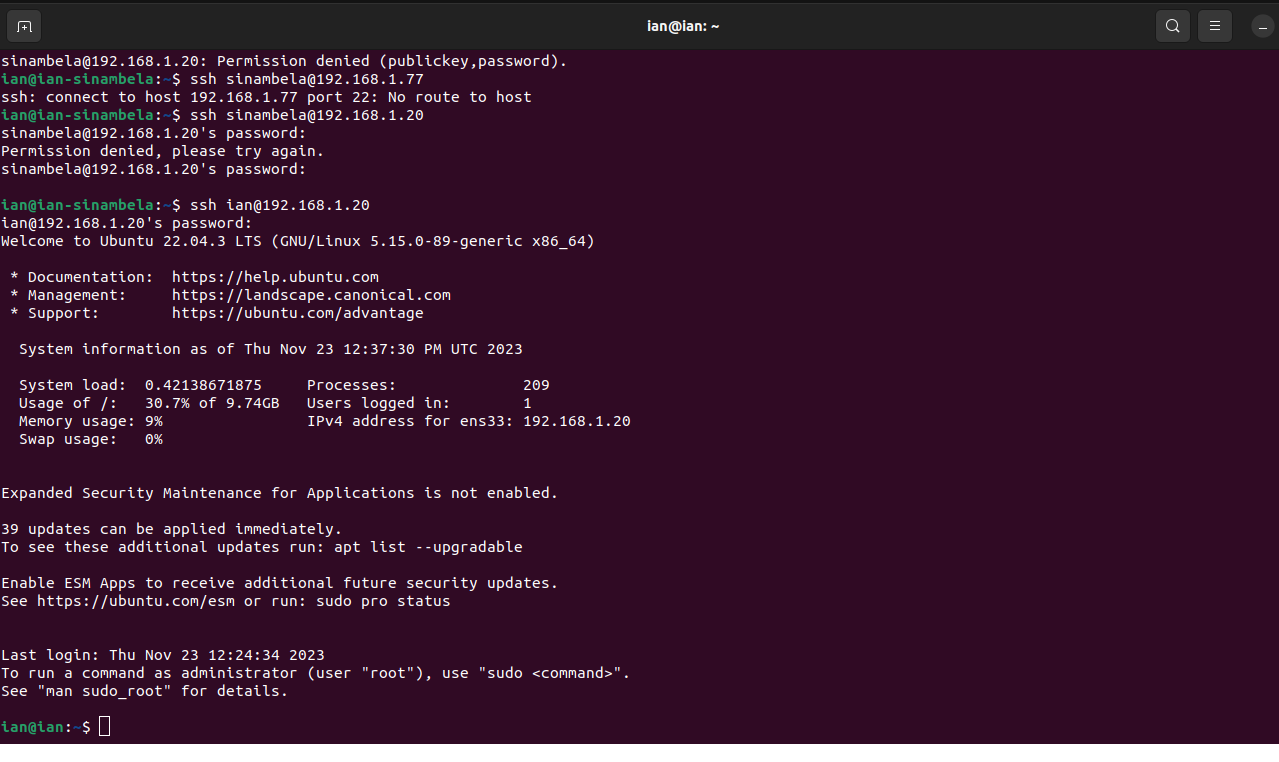 ian@ian: ~
sinambela@192.168.1.20: Permission denied (publickey,password).
ian@ian-sinambela:~$ ssh sinambela@192.168.1.77
ssh: connect to host 192.168.1.77 port 22: No route to host
ian@ian-sinambela:~$ ssh sinambela@192.168.1.20
sinambela@192.168.1.20's password:
Permission denied, please try again.
sinambela@192.168.1.20's password:
ian@ian-sinambela:~$ ssh ian@192.168.1.20
ian@192.168.1.20's password:
Welcome to Ubuntu 22.04.3 LTS (GNU/Linux 5.15.0-89-generic x86_64)
* Documentation:  https://help.ubuntu.com
* Management:     https://landscape.canonical.com
* Support:        https://ubuntu.com/advantage
System information as of Thu Nov 23 12:37:30 PM UTC 2023
System load:  0.42138671875     Processes:              209
Usage of /:   30.7% of 9.74GB   Users logged in:        1
Memory usage: 9%                IPv4 address for ens33: 192.168.1.20
Swap usage:   0%
Expanded Security Maintenance for Applications is not enabled.
39 updates can be applied immediately.
To see these additional updates run: apt list --upgradable
Enable ESM Apps to receive additional future security updates.
See https://ubuntu.com/esm or run: sudo pro status
Last login: Thu Nov 23 12:24:34 2023
To run a command as administrator (user "root"), use "sudo <command>".
See "man sudo_root" for details.
ian@ian:~$